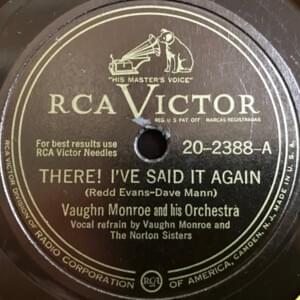 "HIS MASTER'S VOICE"
RCA VICTOR
REG. U.S. PAT. OFF. MARCAS REGISTRADAS
For best results use
RCA Victor Needles
20-2388-A
THERE! I'VE SAID IT AGAIN
(Redd Evans-Dave Mann)
Vaughn Monroe and his Orchestra
Vocal refrain by Vaughn Monroe and
The Norton Sisters
RCA VICTOR DIVISION OF RADIO CORPORATION OF AMERICA, CAMDEN, N.J. MADE IN U.S.A.
RCA